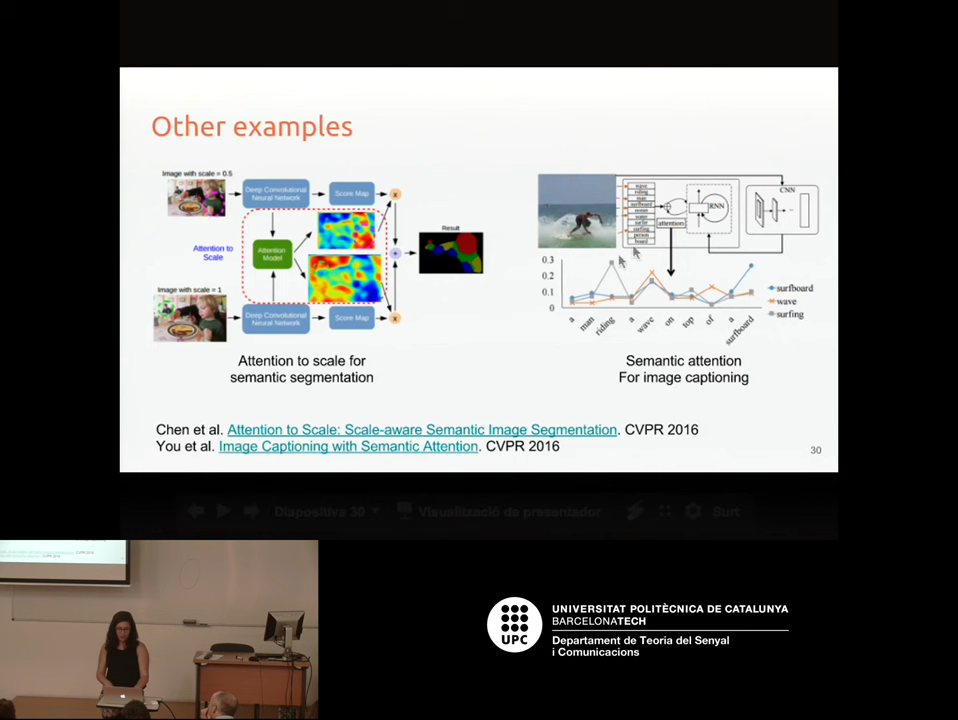 Other examples
Image with scale = 0.5
Deep Convolutional
Neural Network
Score Map
x
Attention to
Scale
Attention
Model
+
Result
Image with scale = 1
Deep Convolutional
Neural Network
Score Map
x
Attention to scale for
semantic segmentation
wave
riding
man
surfboard
ocean
water
surfer
surfing
person
board
RNN
attention
CNN
0.3
0.2
0.1
0
a man riding a wave on top of a surfboard
surfboard
wave
surfing
Semantic attention
For image captioning
Chen et al. Attention to Scale: Scale-aware Semantic Image Segmentation. CVPR 2016
You et al. Image Captioning with Semantic Attention. CVPR 2016
30
Diapositiva 30
Visualització de presentador
Surt
UPC
UNIVERSITAT POLITÈCNICA DE CATALUNYA
BARCELONATECH
Departament de Teoria del Senyal
i Comunicacions